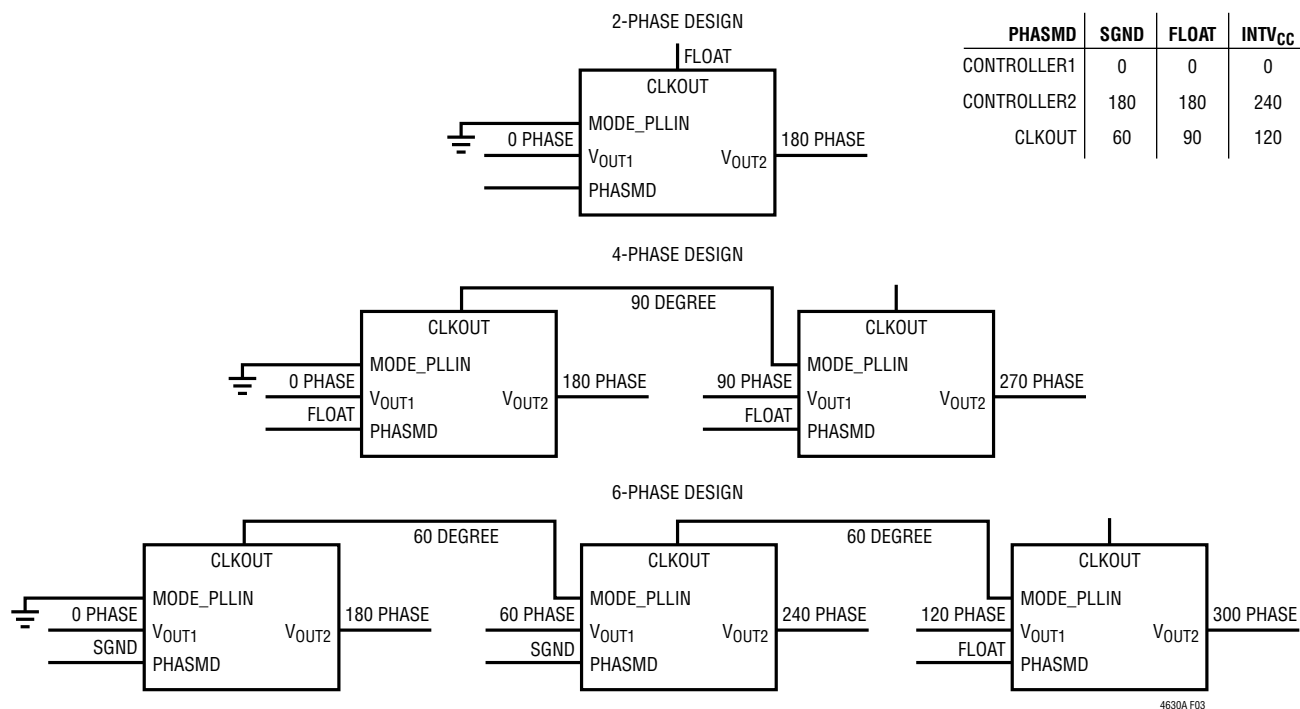 2-PHASE DESIGN
FLOAT
CLKOUT
MODE_PLLIN
0 PHASE
VOUT1
VOUT2
180 PHASE
PHASMD
PHASMD SGND FLOAT INTVCC
CONTROLLER1 0 0 0
CONTROLLER2 180 180 240
CLKOUT 60 90 120
4-PHASE DESIGN
90 DEGREE
CLKOUT
MODE_PLLIN
0 PHASE
VOUT1
VOUT2
180 PHASE
FLOAT
PHASMD
CLKOUT
MODE_PLLIN
90 PHASE
VOUT1
VOUT2
270 PHASE
FLOAT
PHASMD
6-PHASE DESIGN
60 DEGREE
60 DEGREE
CLKOUT
MODE_PLLIN
0 PHASE
VOUT1
VOUT2
180 PHASE
SGND
PHASMD
CLKOUT
MODE_PLLIN
60 PHASE
VOUT1
VOUT2
240 PHASE
SGND
PHASMD
CLKOUT
MODE_PLLIN
120 PHASE
VOUT1
VOUT2
300 PHASE
FLOAT
PHASMD
4630A F03